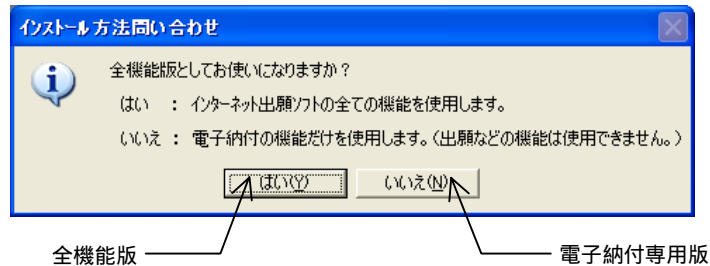 インストール方法問い合わせ
全機能版としてお使いになりますか？
はい ： インターネット出願ソフトの全ての機能を使用します。
いいえ ： 電子納付の機能だけを使用します。（出願などの機能は使用できません。）
はい(Y) いいえ(N)
全機能版 電子納付専用版